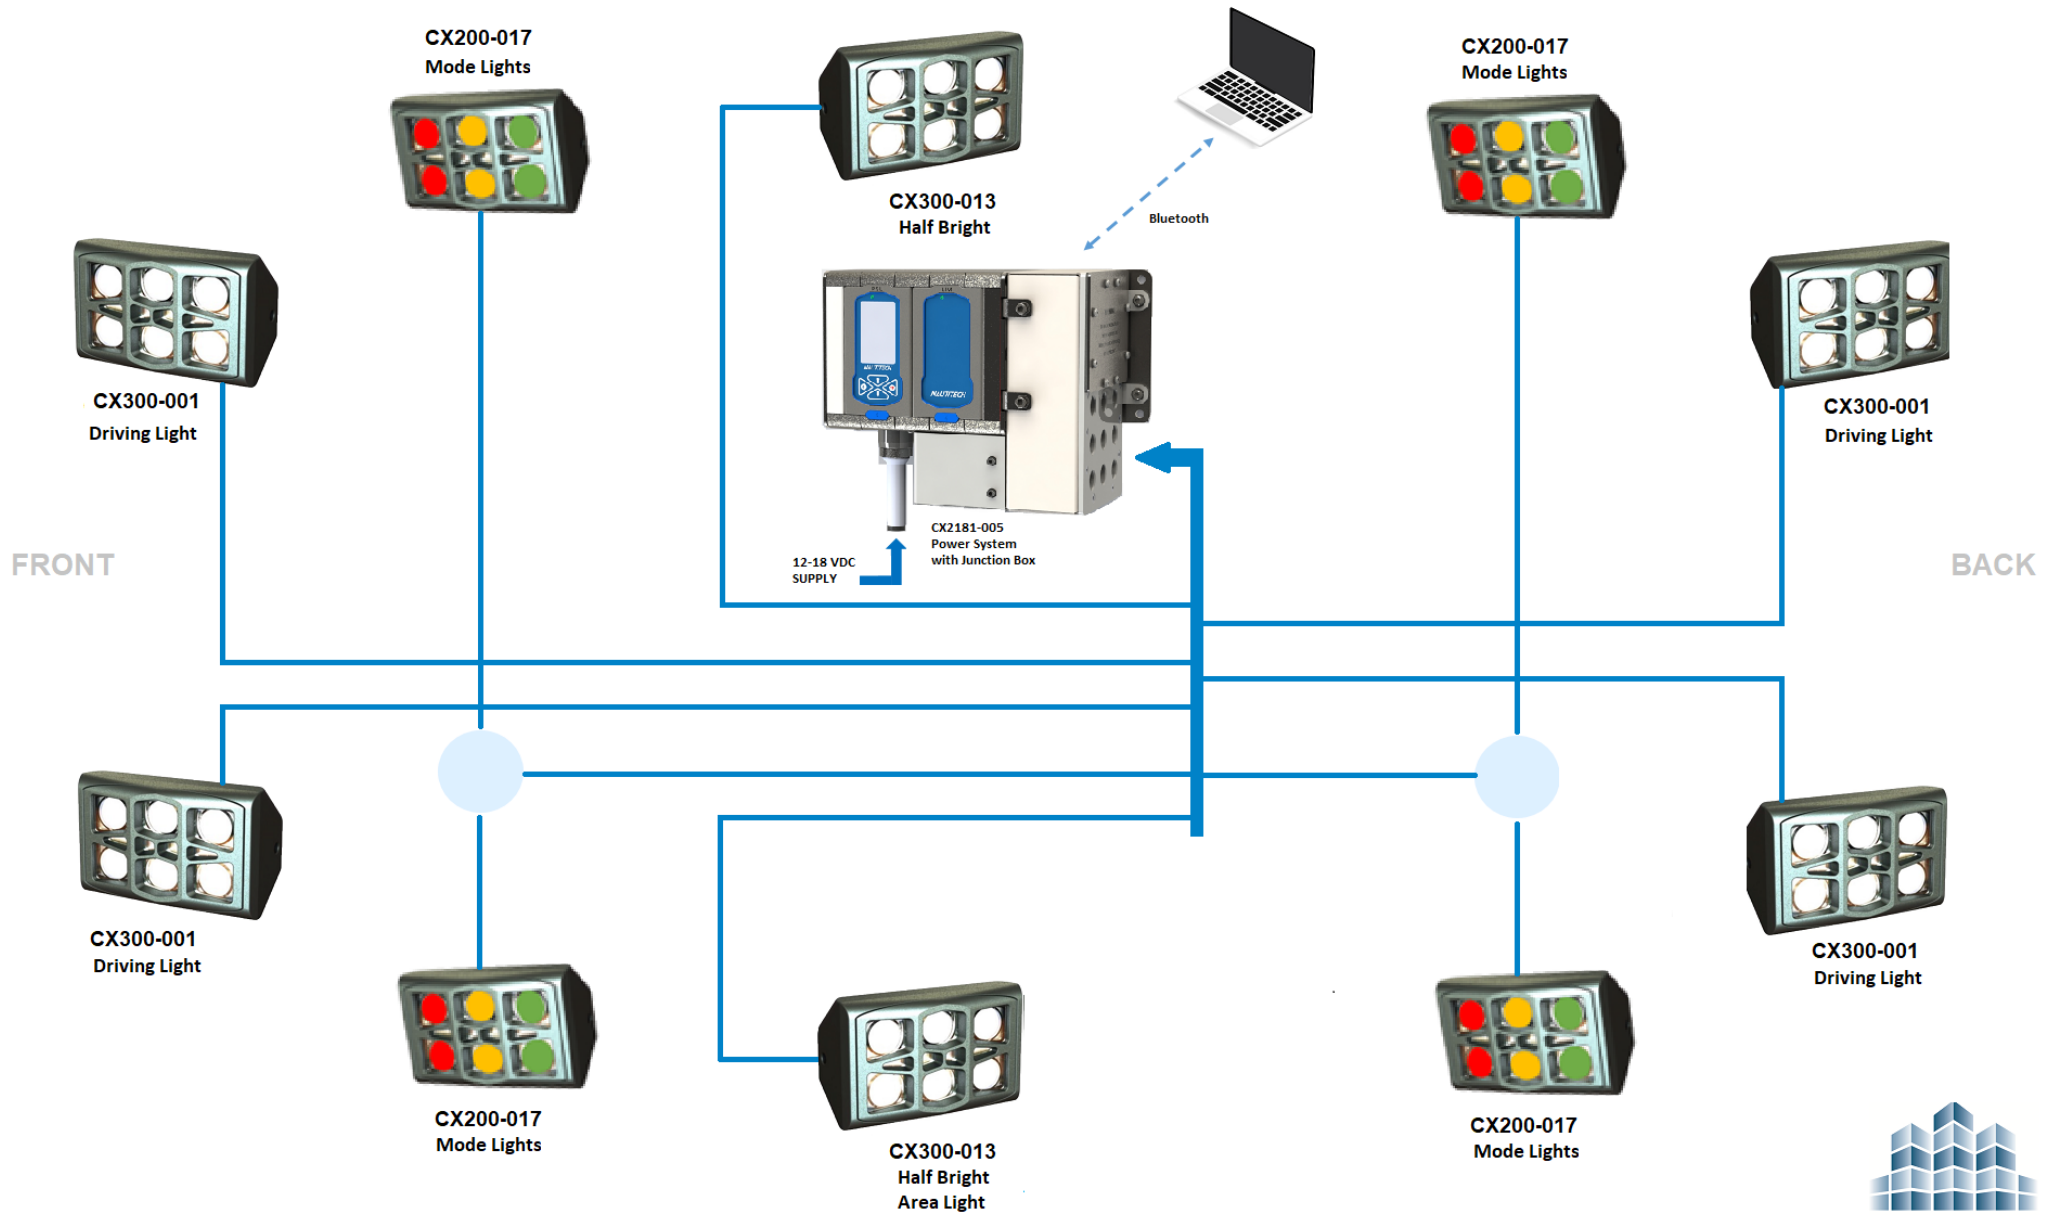 CX200-017
Mode Lights
CX200-017
Mode Lights
CX300-013
Half Bright
Bluetooth
CX300-001
Driving Light
CX300-001
Driving Light
NAUTITECH
CX2181-005
Power System
with Junction Box
12-18 VDC
SUPPLY
FRONT
BACK
CX300-001
Driving Light
CX300-001
Driving Light
CX200-017
Mode Lights
CX300-013
Half Bright
Area Light
CX200-017
Mode Lights